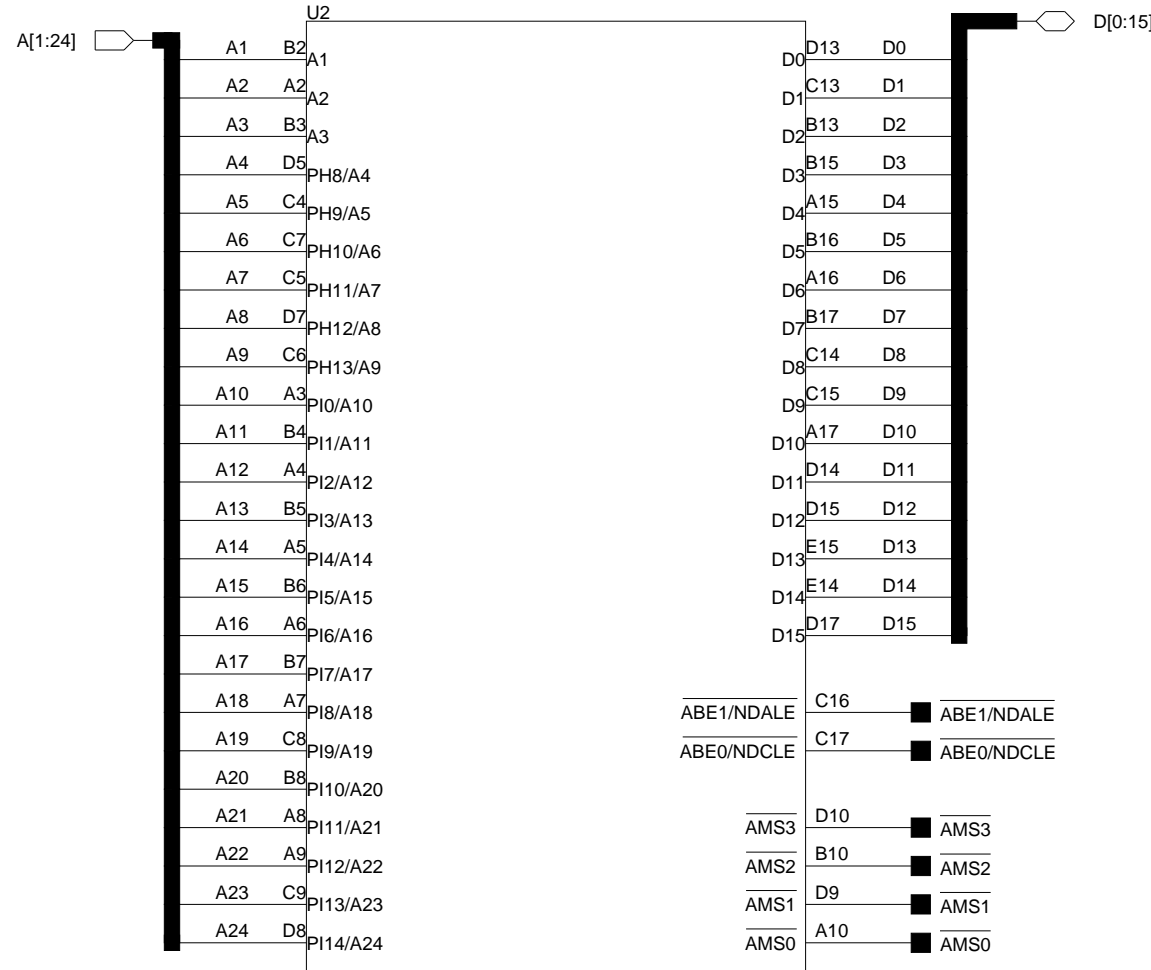 U2
A[1:24] D[0:15]
A1 B2 A1 D0 D13 D0
A2 A2 A2 D1 C13 D1
A3 B3 A3 D2 B13 D2
A4 D5 PH8/A4 D3 B15 D3
A5 C4 PH9/A5 D4 A15 D4
A6 C7 PH10/A6 D5 B16 D5
A7 C5 PH11/A7 D6 A16 D6
A8 D7 PH12/A8 D7 B17 D7
A9 C6 PH13/A9 D8 C14 D8
A10 A3 PI0/A10 D9 C15 D9
A11 B4 PI1/A11 D10 A17 D10
A12 A4 PI2/A12 D11 D14 D11
A13 B5 PI3/A13 D12 D15 D12
A14 A5 PI4/A14 D13 E15 D13
A15 B6 PI5/A15 D14 E14 D14
A16 A6 PI6/A16 D15 D17 D15
A17 B7 PI7/A17
A18 A7 PI8/A18 ABE1/NDALE C16 ABE1/NDALE
A19 C8 PI9/A19 ABE0/NDCLE C17 ABE0/NDCLE
A20 B8 PI10/A20
A21 A8 PI11/A21 AMS3 D10 AMS3
A22 A9 PI12/A22 AMS2 B10 AMS2
A23 C9 PI13/A23 AMS1 D9 AMS1
A24 D8 PI14/A24 AMS0 A10 AMS0